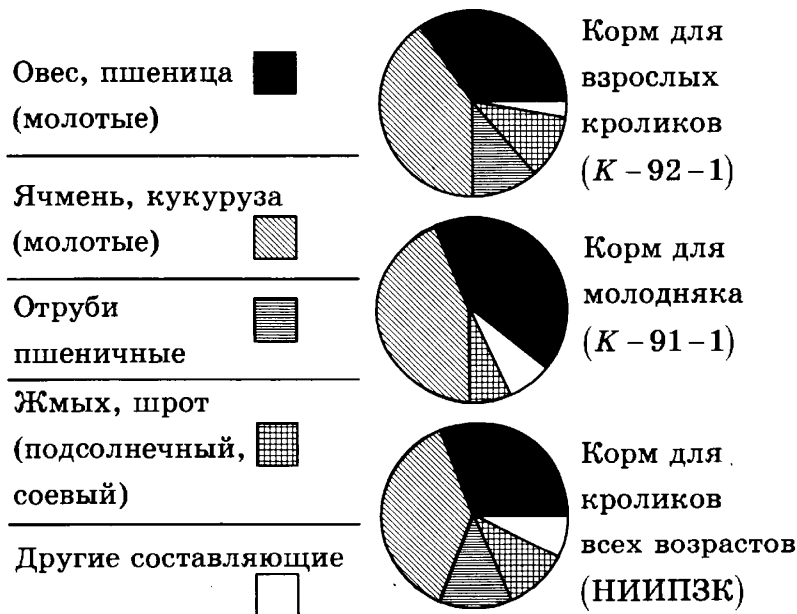 Овес, пшеница
(молотые)
Ячмень, кукуруза
(молотые)
Отруби
пшеничные
Жмых, шрот
(подсолнечный,
соевый)
Другие составляющие
Корм для
взрослых
кроликов
(К – 92 – 1)
Корм для
молодняка
(К – 91 – 1)
Корм для
кроликов
всех возрастов
(НИИПЗК)